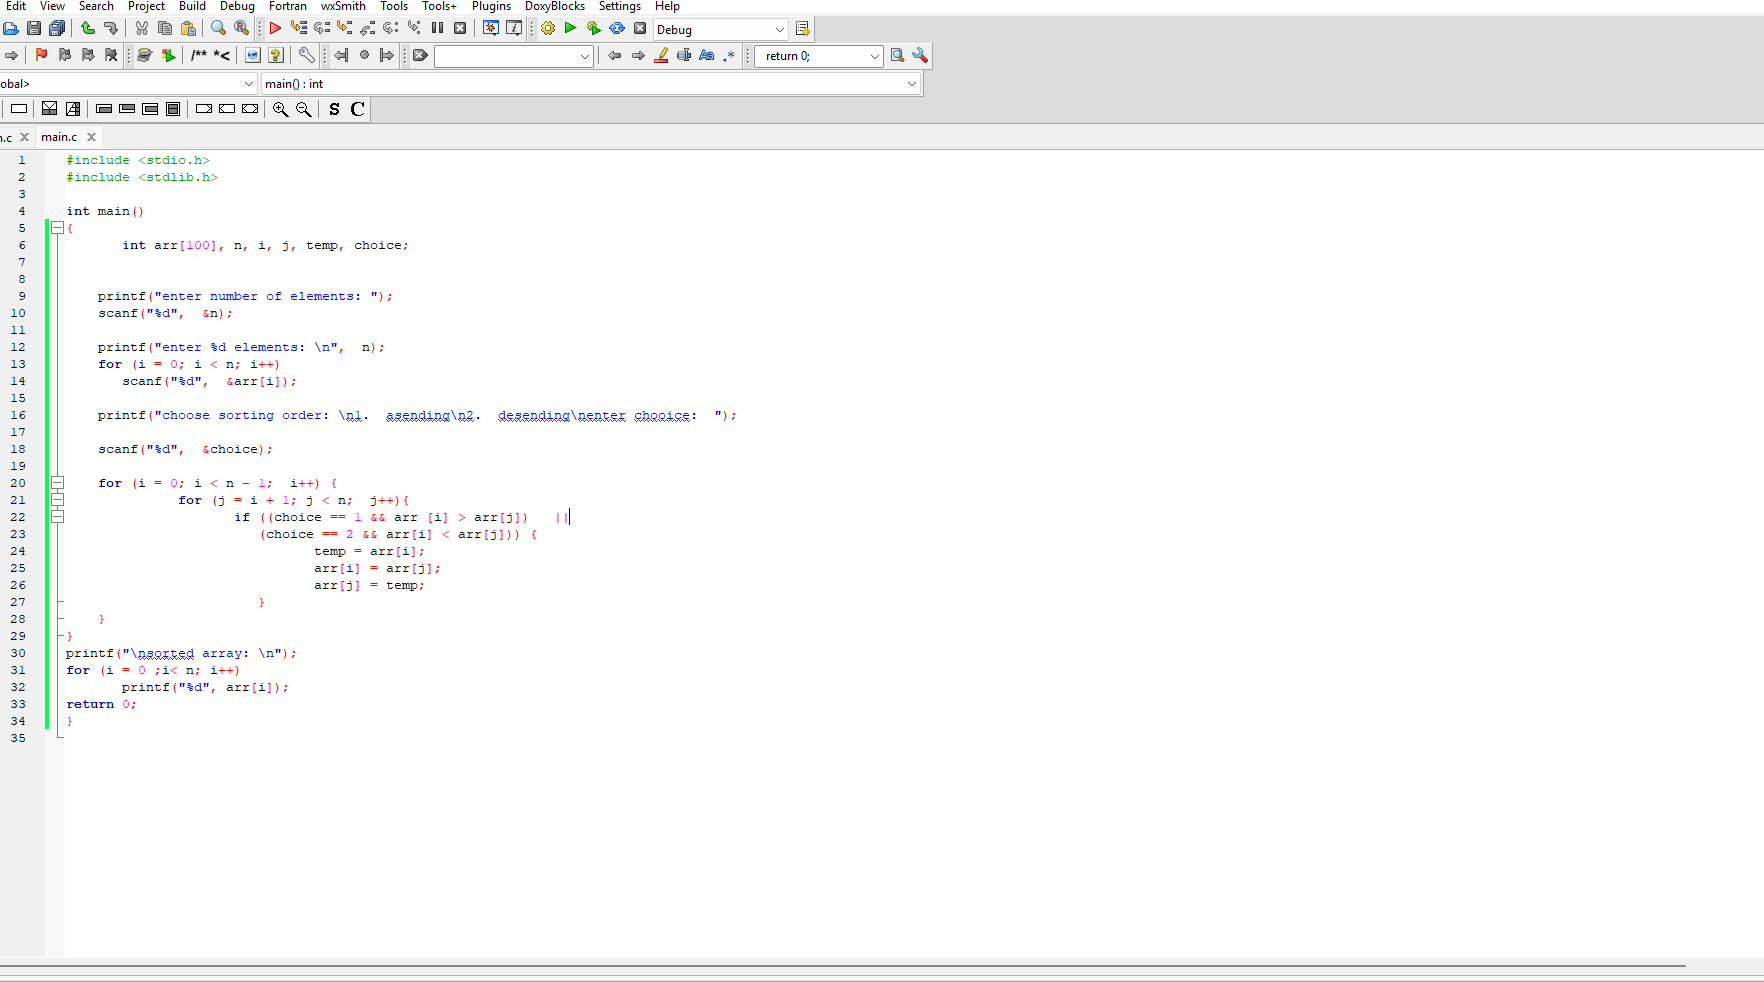 Edit View Search Project Build Debug Fortran wxSmith Tools Tools+ Plugins DoxyBlocks Settings Help
Debug
/** *< Aa .* return 0;
obal> main() : int
S C
.c main.c
1 #include <stdio.h>
2 #include <stdlib.h>
3
4 int main()
5 {
6 int arr[100], n, i, j, temp, choice;
7
8
9 printf("enter number of elements: ");
10 scanf("%d", &n);
11
12 printf("enter %d elements: \n", n);
13 for (i = 0; i < n; i++)
14 scanf("%d", &arr[i]);
15
16 printf("choose sorting order: \n1. asending\n2. desending\nenter chooice: ");
17
18 scanf("%d", &choice);
19
20 for (i = 0; i < n - 1; i++) {
21 for (j = i + 1; j < n; j++){
22 if ((choice == 1 && arr [i] > arr[j]) ||
23 (choice == 2 && arr[i] < arr[j])) {
24 temp = arr[i];
25 arr[i] = arr[j];
26 arr[j] = temp;
27 }
28 }
29 }
30 printf("\nsorted array: \n");
31 for (i = 0 ;i< n; i++)
32 printf("%d", arr[i]);
33 return 0;
34 }
35